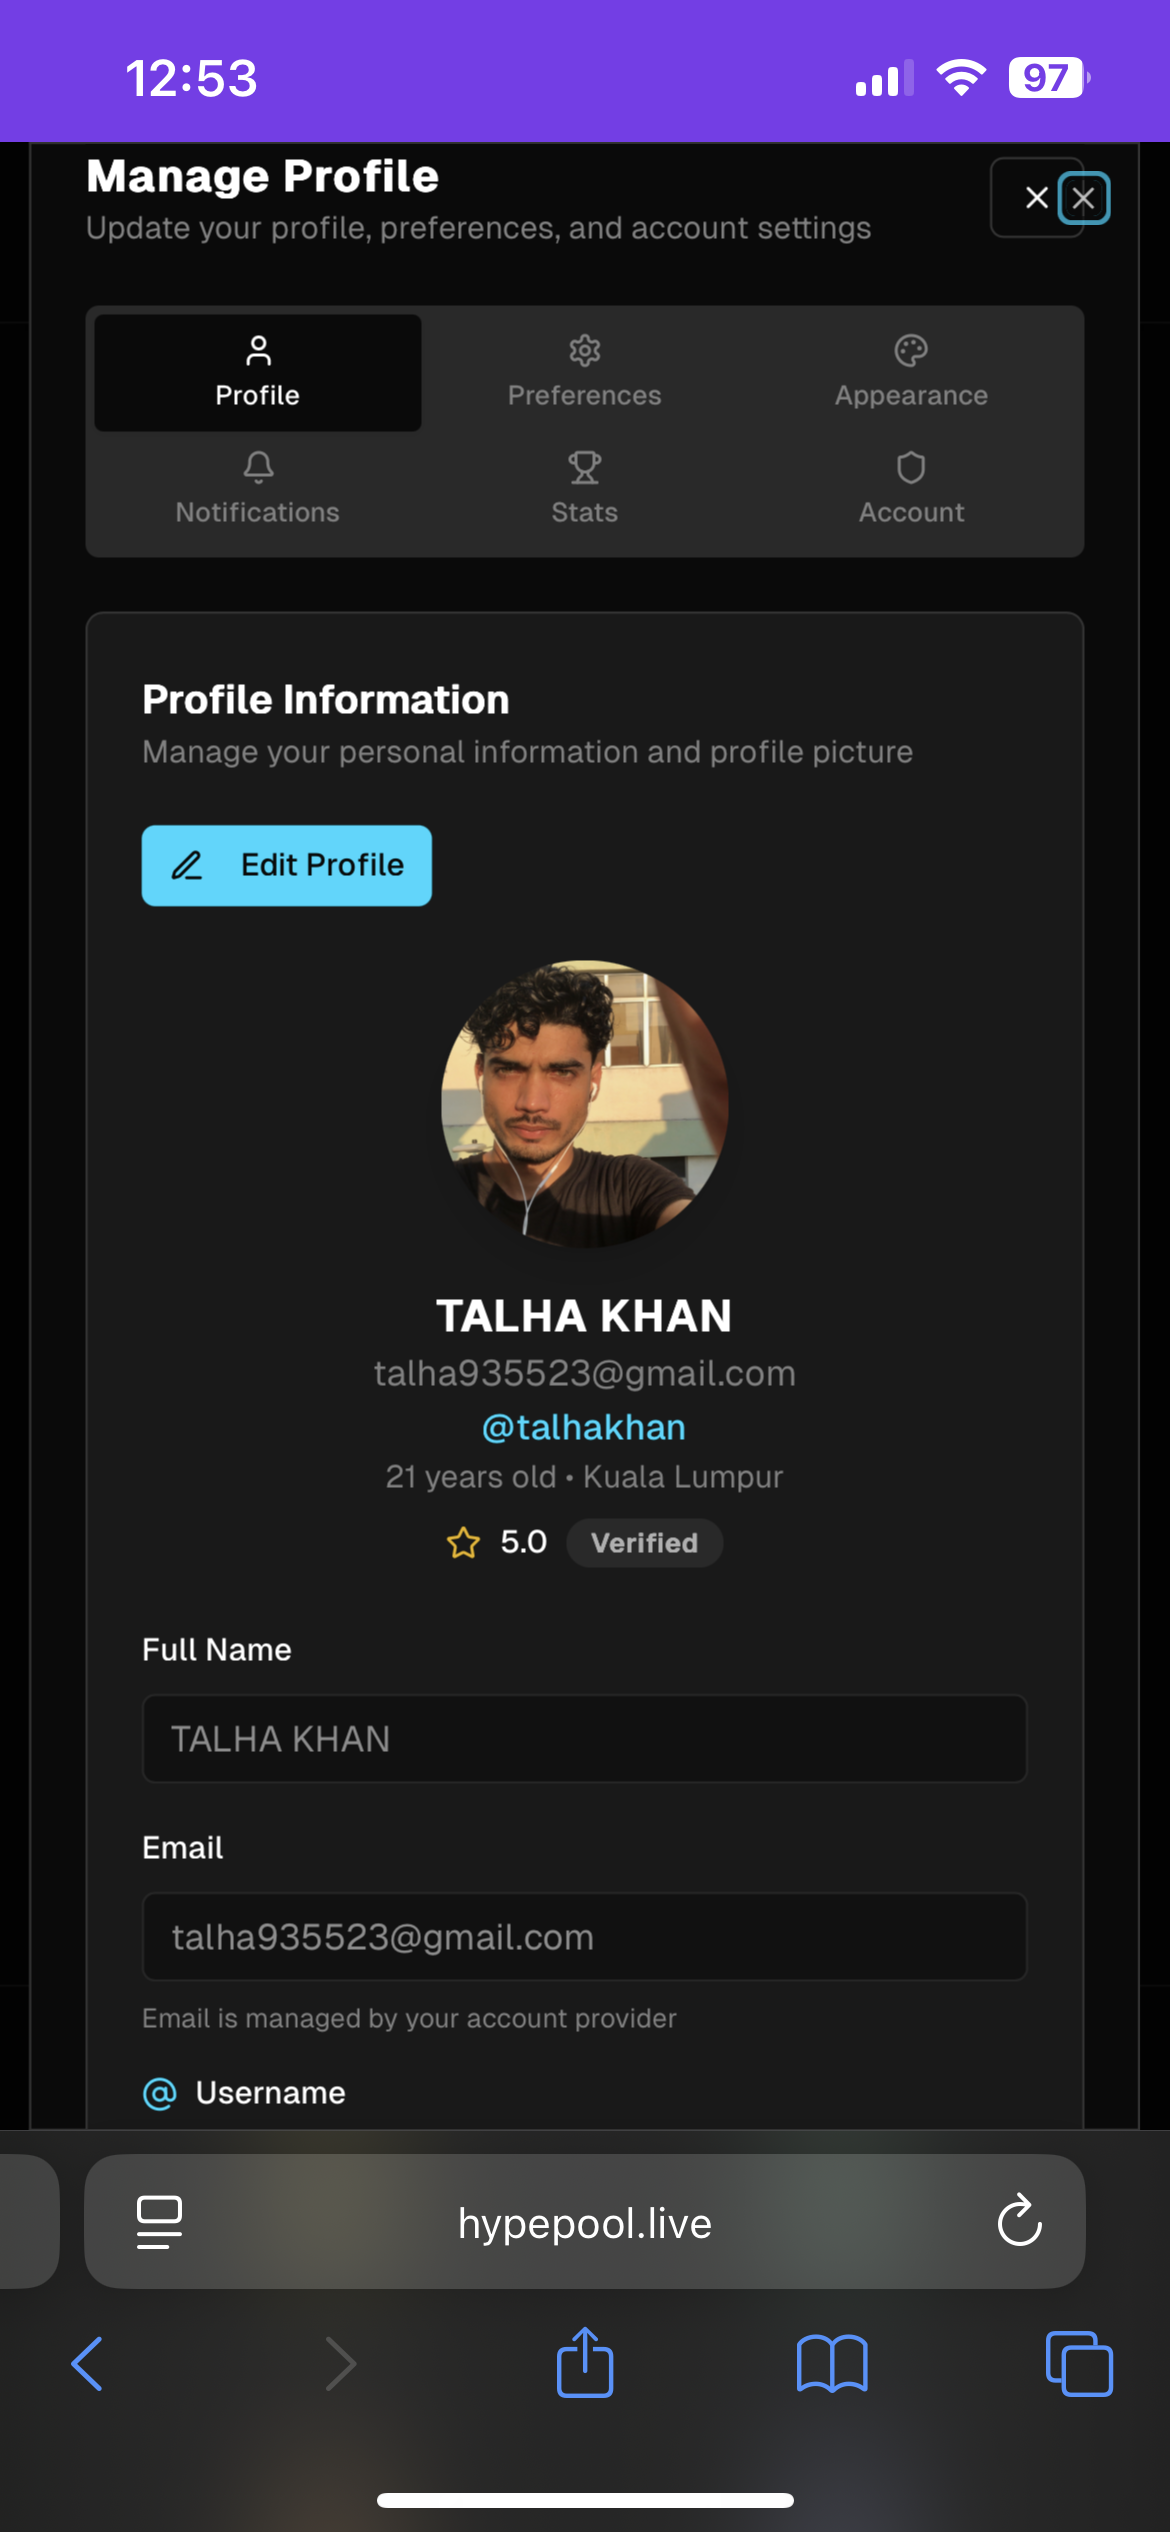 12:53
97
Manage Profile
Update your profile, preferences, and account settings
Profile
Preferences
Appearance
Notifications
Stats
Account
Profile Information
Manage your personal information and profile picture
Edit Profile
TALHA KHAN
talha935523@gmail.com
@talhakhan
21 years old • Kuala Lumpur
5.0 Verified
Full Name
TALHA KHAN
Email
talha935523@gmail.com
Email is managed by your account provider
@ Username
hypepool.live